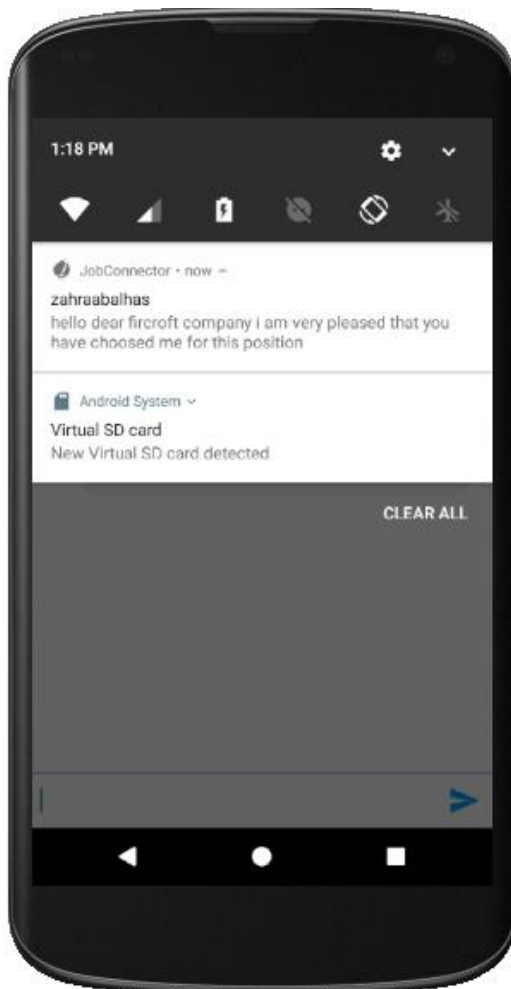 1:18 PM
JobConnector • now
zahraabalhas
hello dear fircroft company i am very pleased that you
have choosed me for this position
Android System
Virtual SD card
New Virtual SD card detected
CLEAR ALL